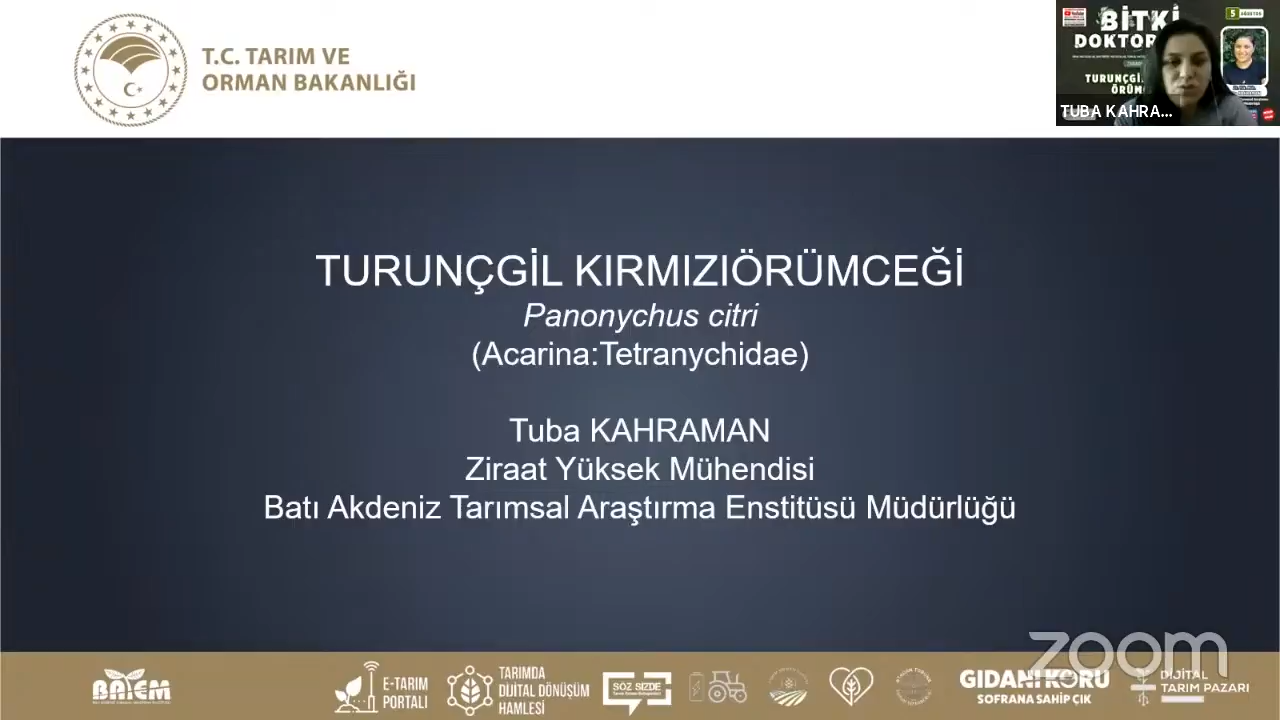 T.C. TARIM VE
ORMAN BAKANLIĞI
BİTKİ
DOKTOR
5
TURUNÇGİ
ÖRÜM
TUBA KAHRA...
TURUNÇGİL KIRMIZIÖRÜMCEĞİ
Panonychus citri
(Acarina:Tetranychidae)
Tuba KAHRAMAN
Ziraat Yüksek Mühendisi
Batı Akdeniz Tarımsal Araştırma Enstitüsü Müdürlüğü
zoom
BATEM
E-TARIM
PORTALI
TARIMDA
DİJİTAL DÖNÜŞÜM
HAMLESİ
SÖZ SİZDE
GIDANI KORU
SOFRANA SAHİP ÇIK
DİJİTAL
TARIM PAZARI